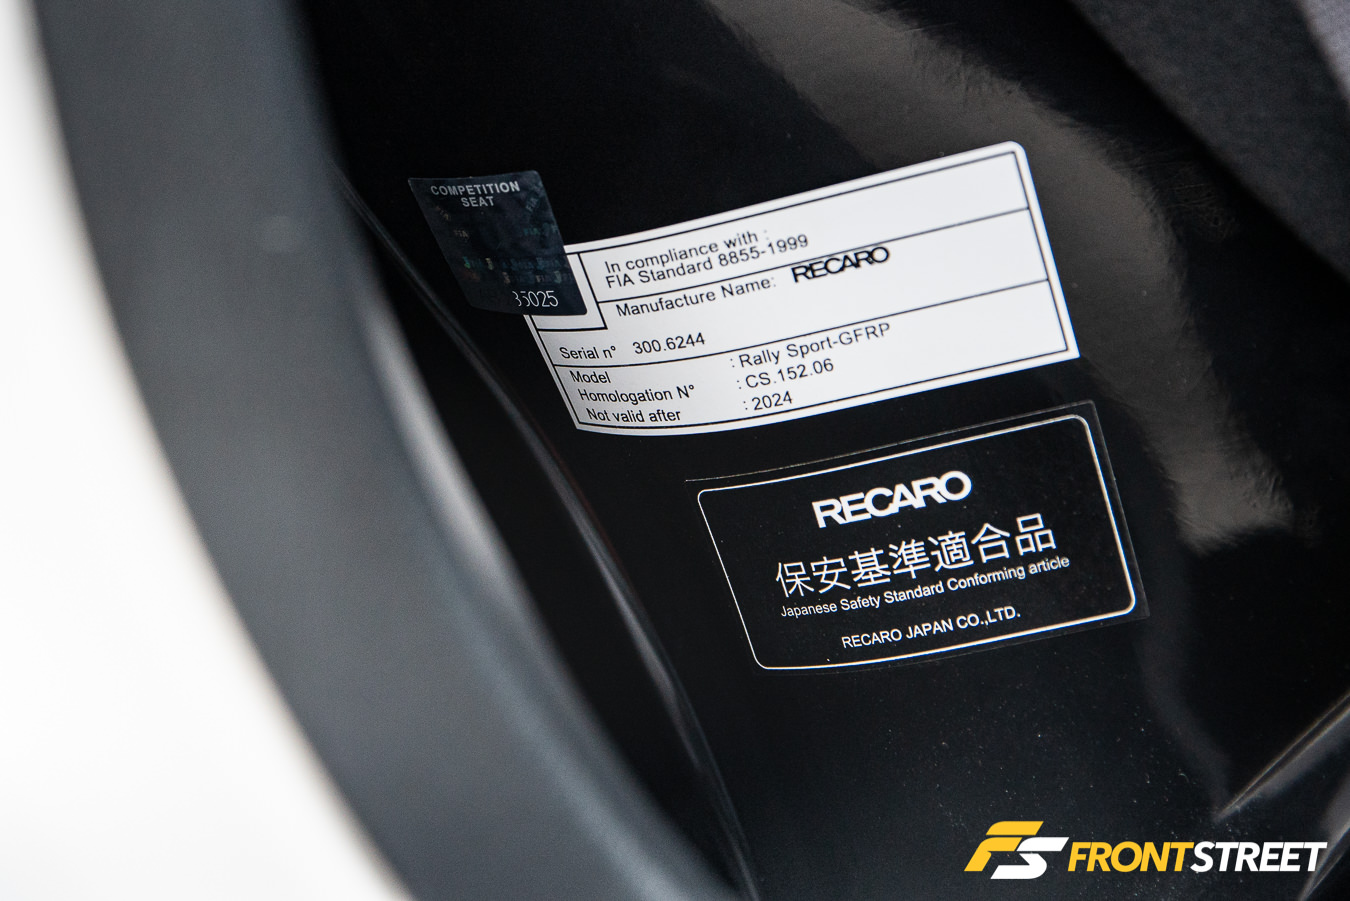 COMPETITION
SEAT
35025
In compliance with :
FIA Standard 8855-1999
Manufacture Name: RECARO
Serial n° 300.6244
Model : Rally Sport-GFRP
Homologation N° : CS.152.06
Not valid after : 2024
RECARO
保安基準適合品
Japanese Safety Standard Conforming article
RECARO JAPAN CO.,LTD.
FS FRONTSTREET